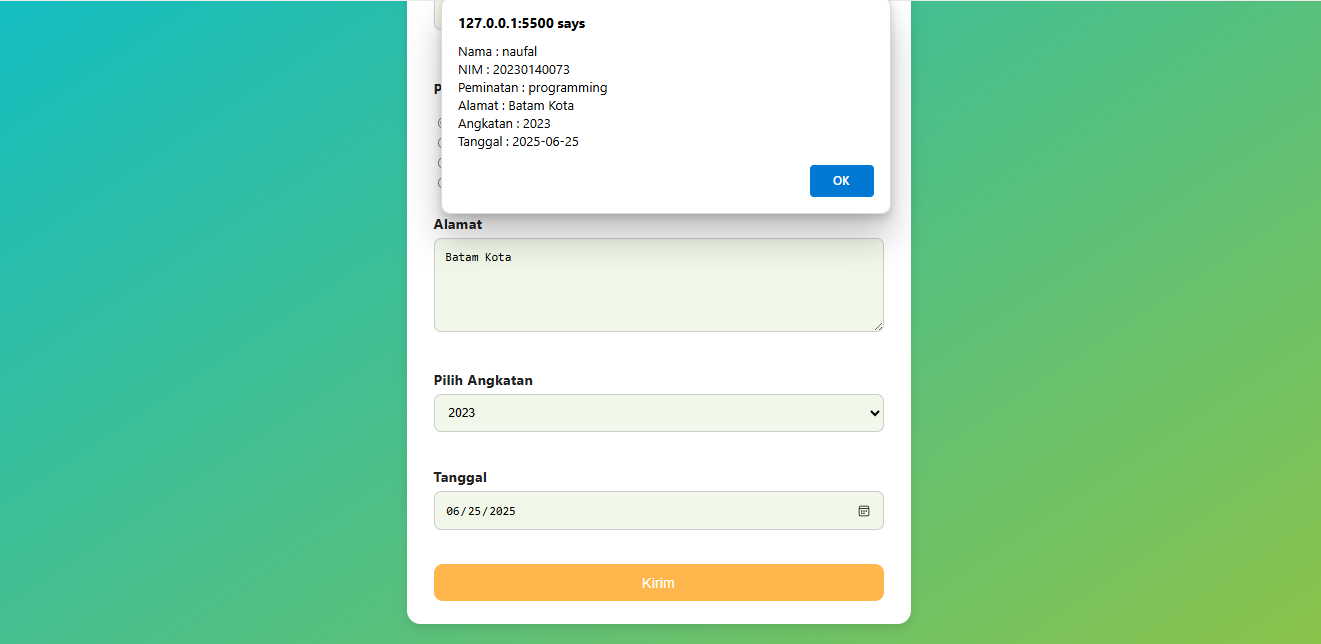 127.0.0.1:5500 says
Nama : naufal
NIM : 20230140073
Peminatan : programming
Alamat : Batam Kota
Angkatan : 2023
Tanggal : 2025-06-25
OK
Alamat
Batam Kota
Pilih Angkatan
2023
Tanggal
06/25/2025
Kirim